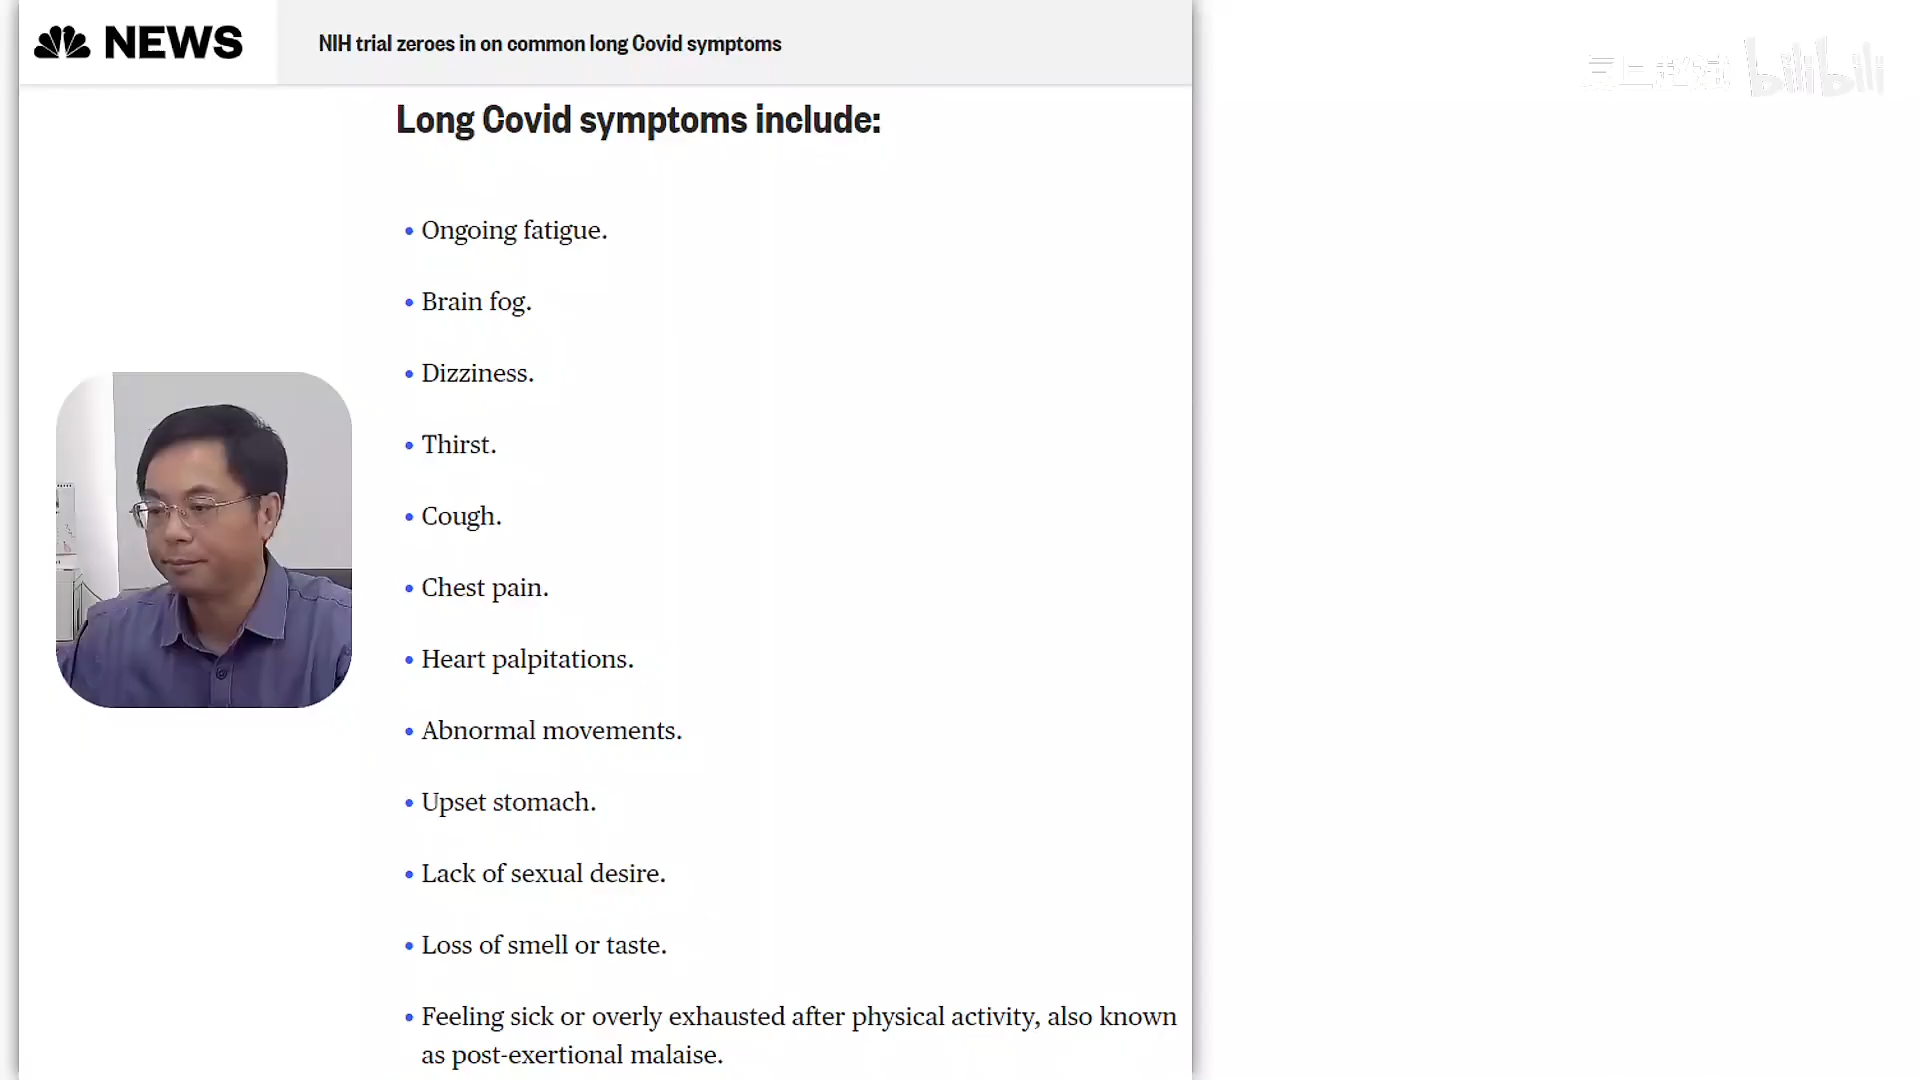 NEWS
NIH trial zeroes in on common long Covid symptoms
Long Covid symptoms include:
• Ongoing fatigue.
• Brain fog.
• Dizziness.
• Thirst.
• Cough.
• Chest pain.
• Heart palpitations.
• Abnormal movements.
• Upset stomach.
• Lack of sexual desire.
• Loss of smell or taste.
• Feeling sick or overly exhausted after physical activity, also known
as post-exertional malaise.
bilibili